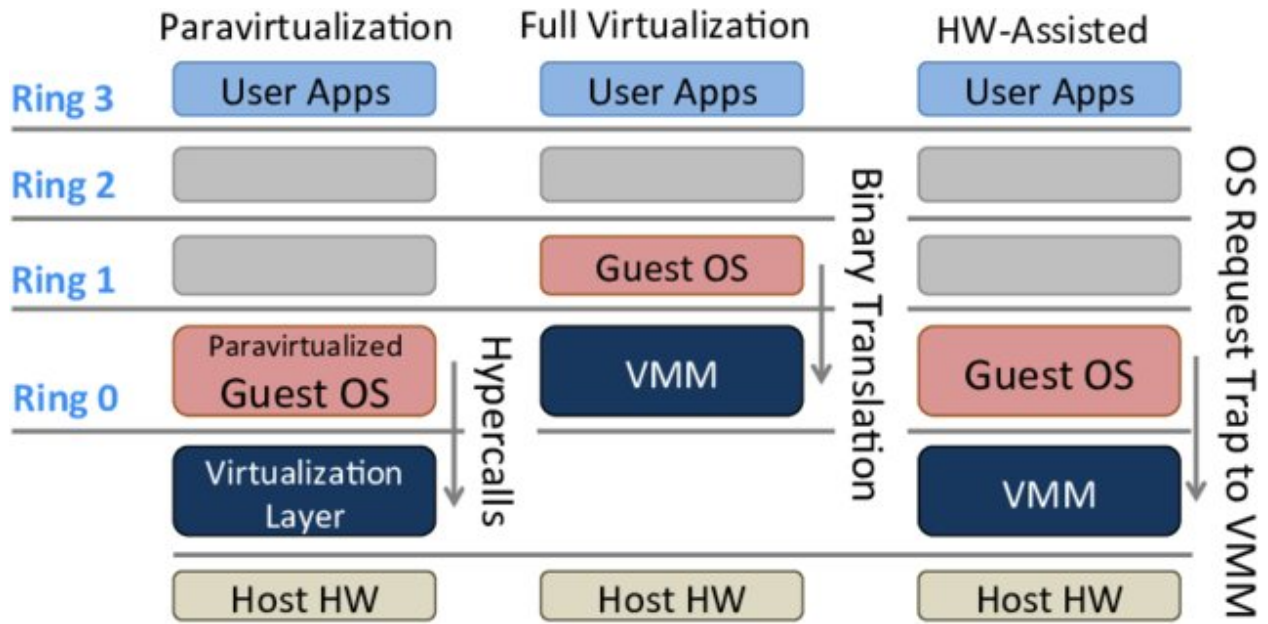 Paravirtualization
Full Virtualization
HW-Assisted
Ring 3
User Apps
User Apps
User Apps
Ring 2
Ring 1
Guest OS
Ring 0
Paravirtualized
Guest OS
VMM
Guest OS
Virtualization
Layer
VMM
Hypercalls
Binary Translation
OS Request Trap to VMM
Host HW
Host HW
Host HW